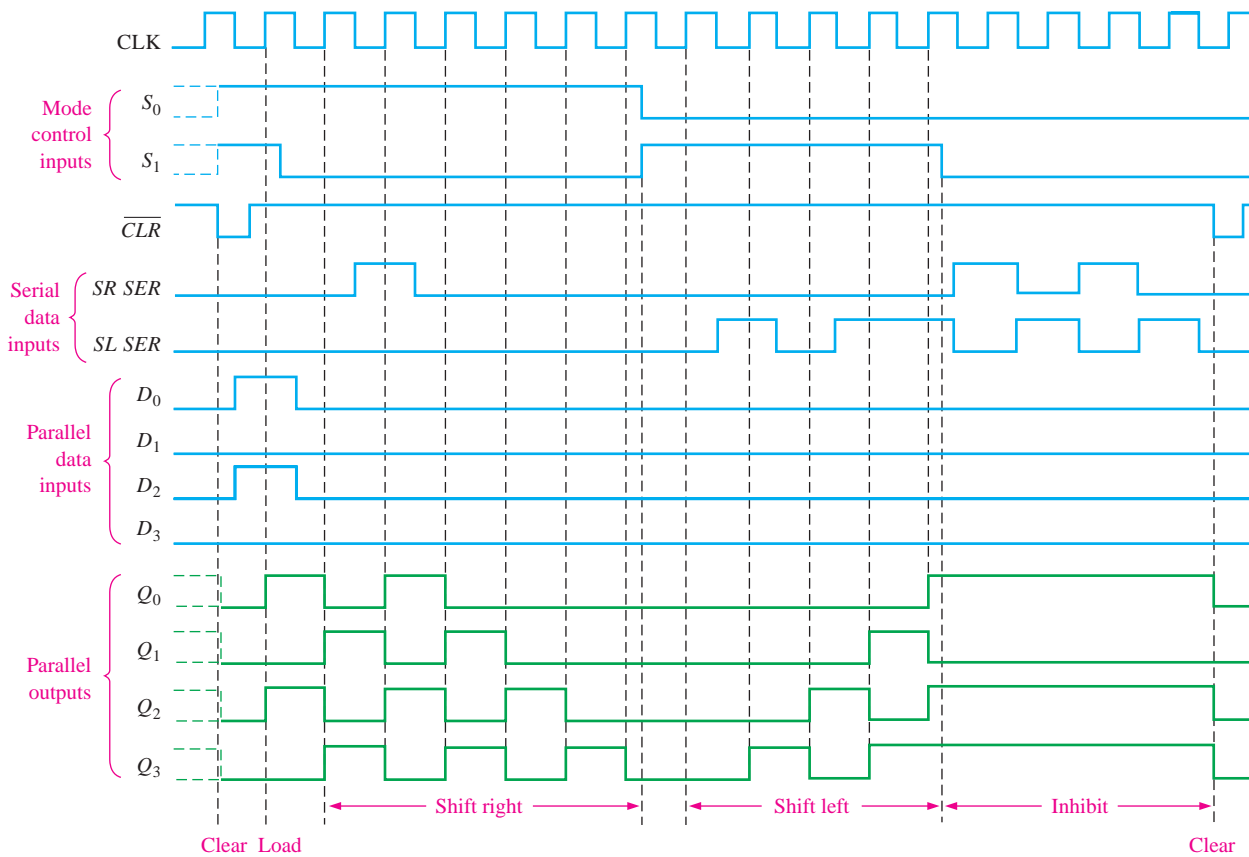 CLK
Mode
control
inputs
S0
S1
CLR
Serial
data
inputs
SR SER
SL SER
Parallel
data
inputs
D0
D1
D2
D3
Parallel
outputs
Q0
Q1
Q2
Q3
Shift right
Shift left
Inhibit
Clear
Load
Clear